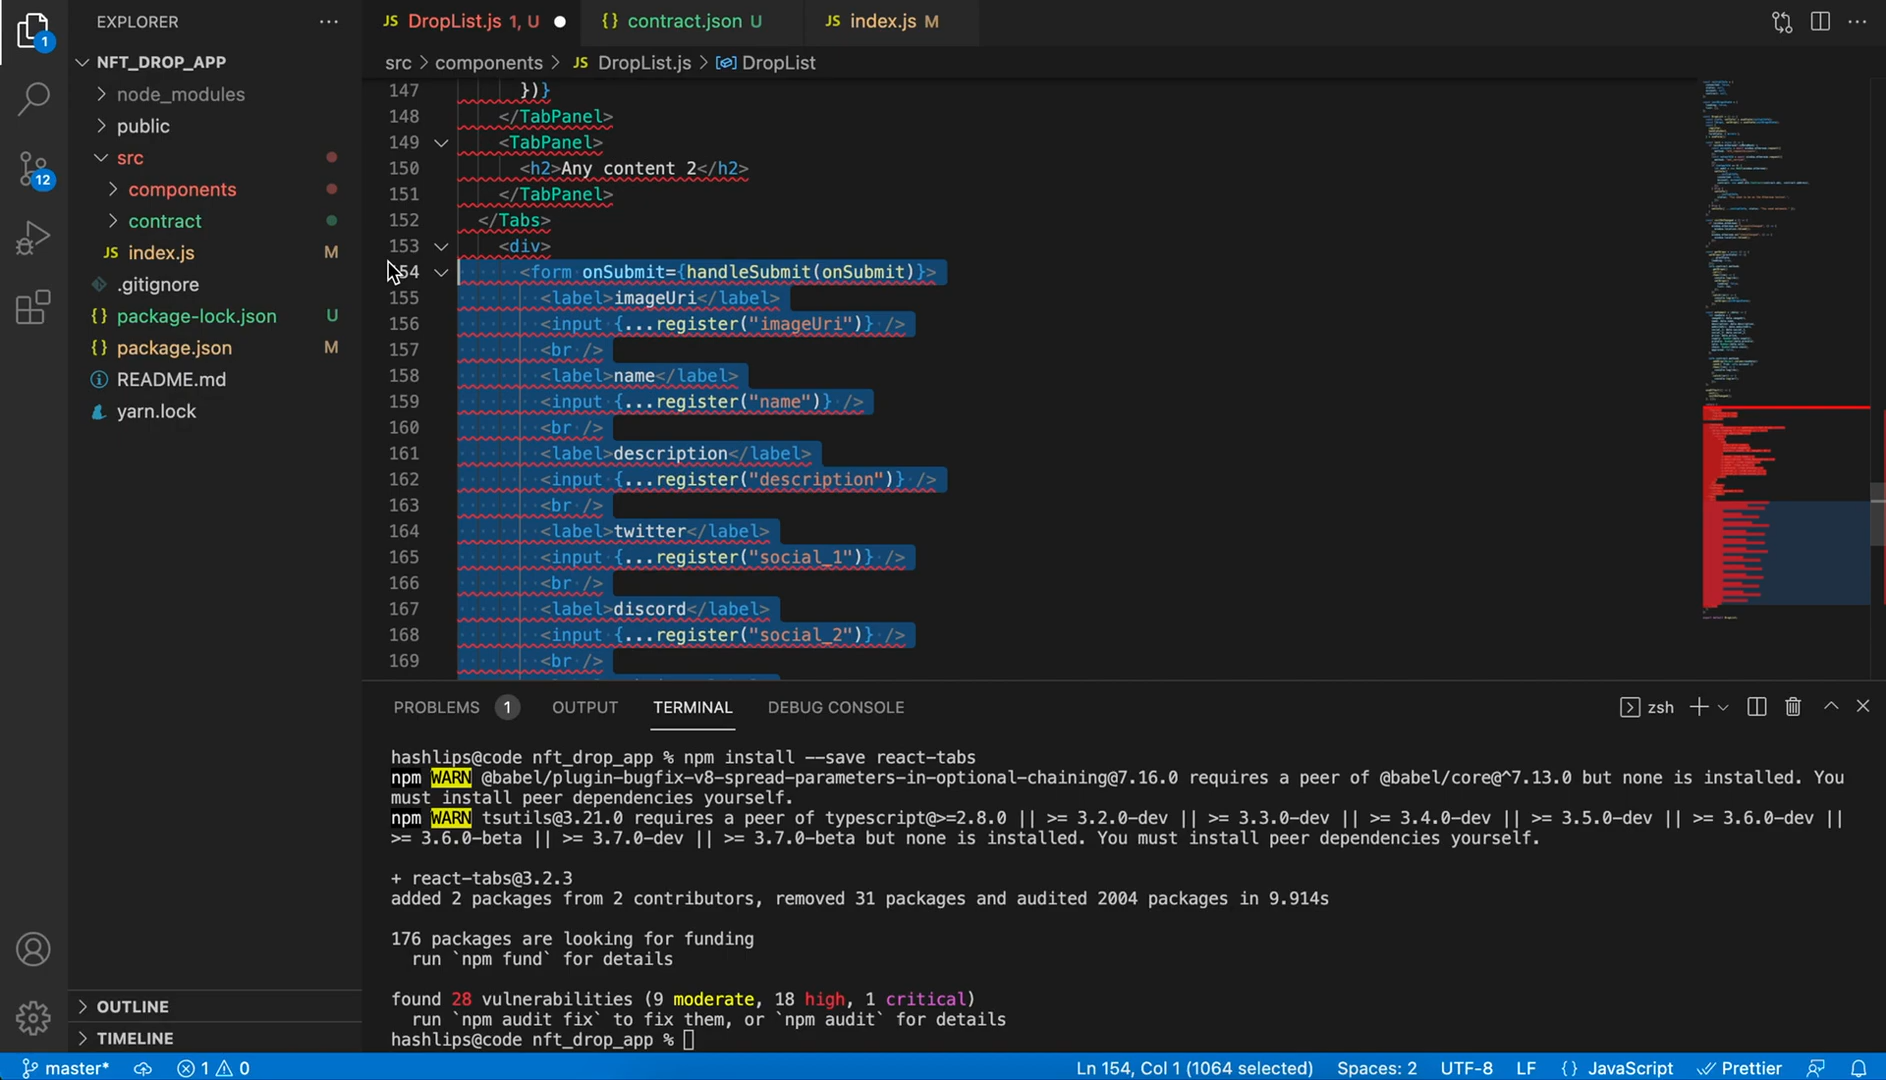 EXPLORER
NFT_DROP_APP
node_modules
public
src
components
contract
JS index.js M
.gitignore
{} package-lock.json U
{} package.json M
README.md
yarn.lock
OUTLINE
TIMELINE
1
12
JS DropList.js 1, U
{} contract.json U
JS index.js M
src > components > JS DropList.js > DropList
147 })}
148 </TabPanel>
149 <TabPanel>
150 <h2>Any content 2</h2>
151 </TabPanel>
152 </Tabs>
153 <div>
154 <form onSubmit={handleSubmit(onSubmit)}>
155 <label>imageUri</label>
156 <input {...register("imageUri")} />
157 <br />
158 <label>name</label>
159 <input {...register("name")} />
160 <br />
161 <label>description</label>
162 <input {...register("description")} />
163 <br />
164 <label>twitter</label>
165 <input {...register("social_1")} />
166 <br />
167 <label>discord</label>
168 <input {...register("social_2")} />
169 <br />
PROBLEMS 1 OUTPUT TERMINAL DEBUG CONSOLE
zsh
hashlips@code nft_drop_app % npm install --save react-tabs
npm WARN @babel/plugin-bugfix-v8-spread-parameters-in-optional-chaining@7.16.0 requires a peer of @babel/core@^7.13.0 but none is installed. You
must install peer dependencies yourself.
npm WARN tsutils@3.21.0 requires a peer of typescript@>=2.8.0 || >= 3.2.0-dev || >= 3.3.0-dev || >= 3.4.0-dev || >= 3.5.0-dev || >= 3.6.0-dev ||
>= 3.6.0-beta || >= 3.7.0-dev || >= 3.7.0-beta but none is installed. You must install peer dependencies yourself.
+ react-tabs@3.2.3
added 2 packages from 2 contributors, removed 31 packages and audited 2004 packages in 9.914s
176 packages are looking for funding
run `npm fund` for details
found 28 vulnerabilities (9 moderate, 18 high, 1 critical)
run `npm audit fix` to fix them, or `npm audit` for details
hashlips@code nft_drop_app %
master* 1 0 Ln 154, Col 1 (1064 selected) Spaces: 2 UTF-8 LF {} JavaScript Prettier